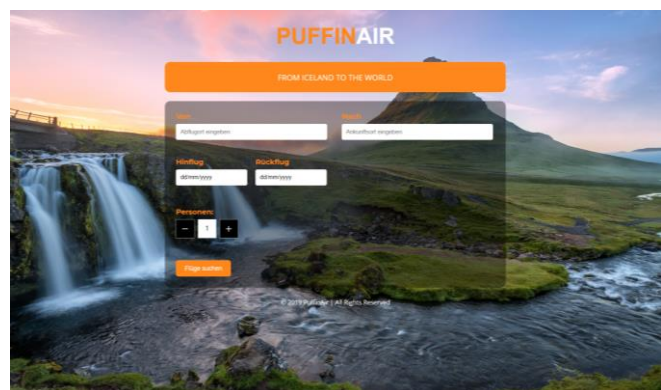 PUFFINAIR
FROM ICELAND TO THE WORLD
Von: Nach:
Abflugort eingeben Ankunftsort eingeben
Hinflug Rückflug
dd/mm/yyyy dd/mm/yyyy
Personen:
− 1 +
Flüge suchen
© 2019 PuffinAir | All Rights Reserved